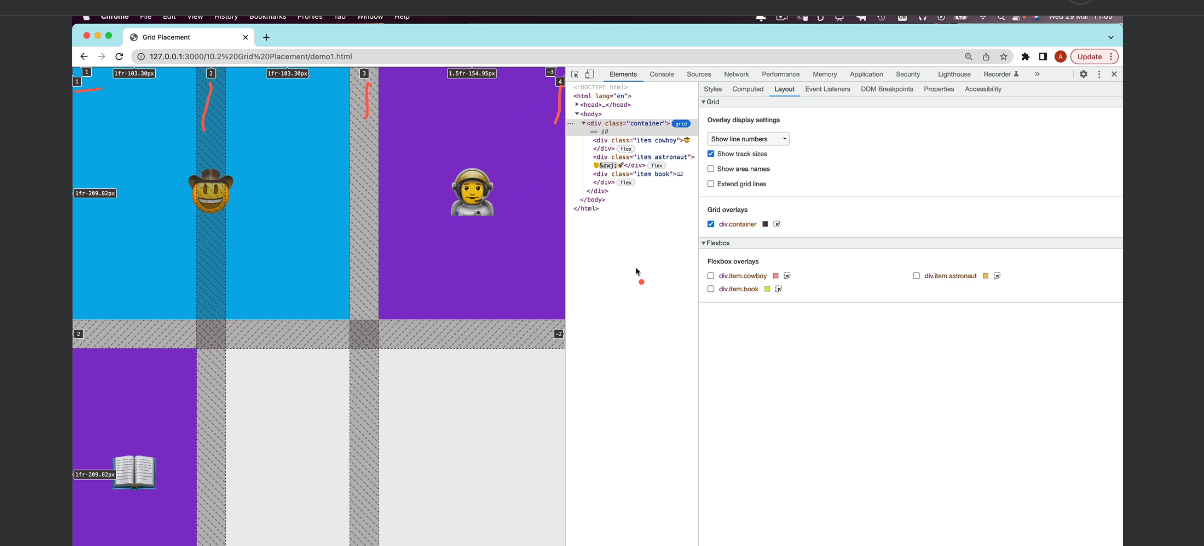 Chrome File Edit View History Bookmarks Profiles Tab Window Help
Wed 29 Mar 11:05
Grid Placement
127.0.0.1:3000/10.2%20Grid%20Placement/demo1.html
A Update
1 1fr·103.30px 2 1fr·103.30px 3 1.5fr·154.95px -3
1 4
1fr·209.82px
2 -2
1fr·209.82px
Elements Console Sources Network Performance Memory Application Security Lighthouse Recorder
<!DOCTYPE html>
<html lang="en">
<head>…</head>
<body>
<div class="container"> grid
== $0
<div class="item cowboy">🤠
</div> flex
<div class="item astronaut">
&zwj;🚀</div> flex
<div class="item book">📖
</div> flex
</div>
</body>
</html>
Styles Computed Layout Event Listeners DOM Breakpoints Properties Accessibility
Grid
Overlay display settings
Show line numbers
Show track sizes
Show area names
Extend grid lines
Grid overlays
div.container
Flexbox
Flexbox overlays
div.item.cowboy div.item.astronaut
div.item.book